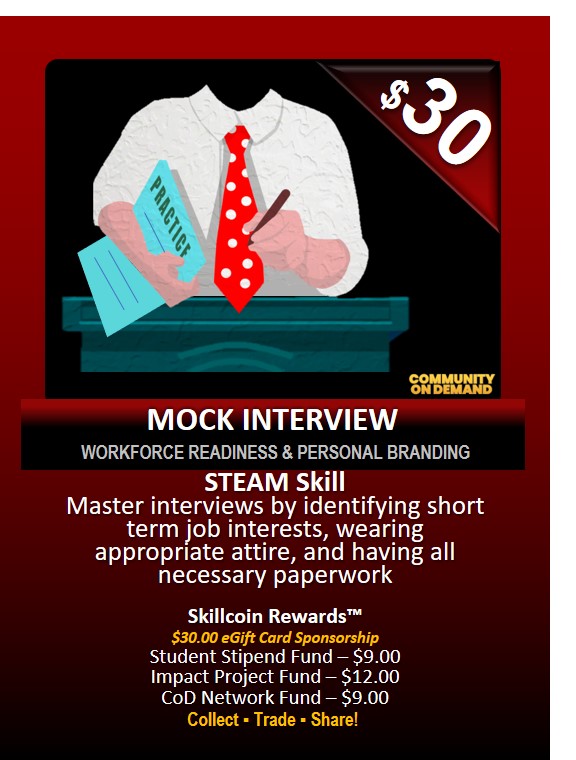 $30
PRACTICE
COMMUNITY
ON DEMAND
MOCK INTERVIEW
WORKFORCE READINESS & PERSONAL BRANDING
STEAM Skill
Master interviews by identifying short
term job interests, wearing
appropriate attire, and having all
necessary paperwork
Skillcoin Rewards™
$30.00 eGift Card Sponsorship
Student Stipend Fund – $9.00
Impact Project Fund – $12.00
CoD Network Fund – $9.00
Collect ▪ Trade ▪ Share!